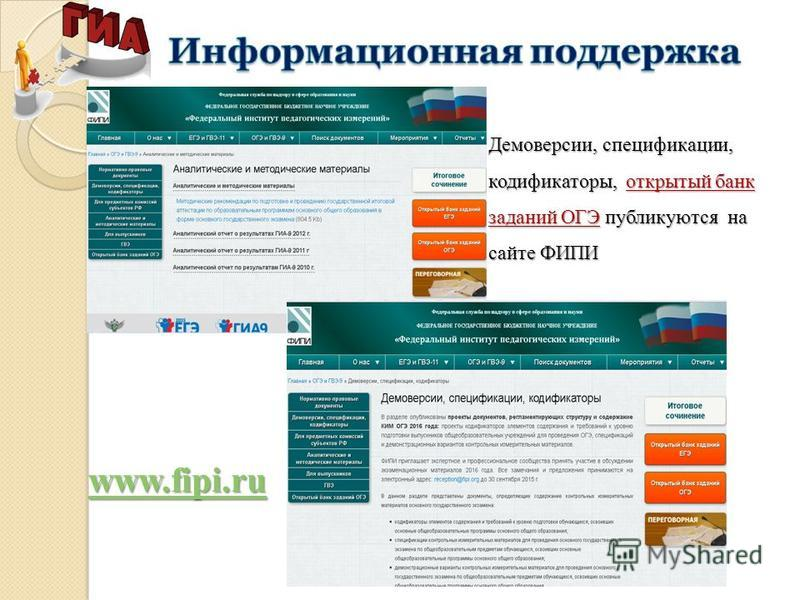 ГИА
Информационная поддержка
Федеральная служба по надзору в сфере образования и науки
ФЕДЕРАЛЬНОЕ ГОСУДАРСТВЕННОЕ БЮДЖЕТНОЕ НАУЧНОЕ УЧРЕЖДЕНИЕ
«Федеральный институт педагогических измерений»
ФИПИ
Главная О нас ЕГЭ и ГВЭ-11 ОГЭ и ГВЭ-9 Поиск документов Мероприятия Отчеты
Главная » ОГЭ и ГВЭ-9 » Аналитические и методические материалы
Нормативно-правовые документы
Демоверсии, спецификации, кодификаторы
Для предметных комиссий субъектов РФ
Аналитические и методические материалы
Для выпускников
ГВЭ
Открытый банк заданий ОГЭ
Аналитические и методические материалы
Аналитические и методические материалы
Методические рекомендации по подготовке и проведению государственной итоговой
аттестации по образовательным программам основного общего образования в
форме основного государственного экзамена (804.5 Kb)
Аналитический отчет о результатах ГИА-9 2012 г.
Аналитический отчет о результатах ГИА-9 2011 г
Аналитический отчет по результатам ГИА-9 2010 г.
Итоговое
сочинение
Открытый банк заданий
ЕГЭ
Открытый банк заданий
ОГЭ
ПЕРЕГОВОРНАЯ
ЕГЭ ГИА9
Демоверсии, спецификации,
кодификаторы, открытый банк
заданий ОГЭ публикуются на
сайте ФИПИ
Федеральная служба по надзору в сфере образования и науки
ФЕДЕРАЛЬНОЕ ГОСУДАРСТВЕННОЕ БЮДЖЕТНОЕ НАУЧНОЕ УЧРЕЖДЕНИЕ
«Федеральный институт педагогических измерений»
ФИПИ
Главная О нас ЕГЭ и ГВЭ-11 ОГЭ и ГВЭ-9 Поиск документов Мероприятия Отчеты
Главная » ОГЭ и ГВЭ-9 » Демоверсии, спецификации, кодификаторы
Нормативно-правовые
документы
Демоверсии, спецификации,
кодификаторы
Для предметных комиссий
субъектов РФ
Аналитические и
методические материалы
Для выпускников
ГВЭ
Открытый банк заданий ОГЭ
Демоверсии, спецификации, кодификаторы
В разделе опубликованы проекты документов, регламентирующих структуру и содержание
КИМ ОГЭ 2016 года: проекты кодификаторов элементов содержания и требований к уровню
подготовки выпускников общеобразовательных учреждений для проведения ОГЭ, спецификаций
и демонстрационных вариантов контрольных измерительных материалов.
ФИПИ приглашает экспертное и профессиональное сообщества принять участие в обсуждении
экзаменационных материалов 2016 года. Все замечания и предложения принимаются на
электронный адрес: reception@fipi.org до 30 сентября 2015 г.
В данном разделе представлены документы, определяющие содержание контрольных измерительных
материалов основного государственного экзамена:
кодификаторы элементов содержания и требований к уровню подготовки обучающихся, освоивших
основные общеобразовательные программы основного общего образования;
спецификации контрольных измерительных материалов для проведения основного государственного
экзамена по общеобразовательным предметам обучающихся, освоивших основные
общеобразовательные программы;
демонстрационные варианты контрольных измерительных материалов для проведения основного
государственного экзамена по общеобразовательным предметам обучающихся, освоивших
Итоговое
сочинение
Открытый банк заданий
ЕГЭ
Открытый банк заданий
ОГЭ
ПЕРЕГОВОРНАЯ
www.fipi.ru
MyShared